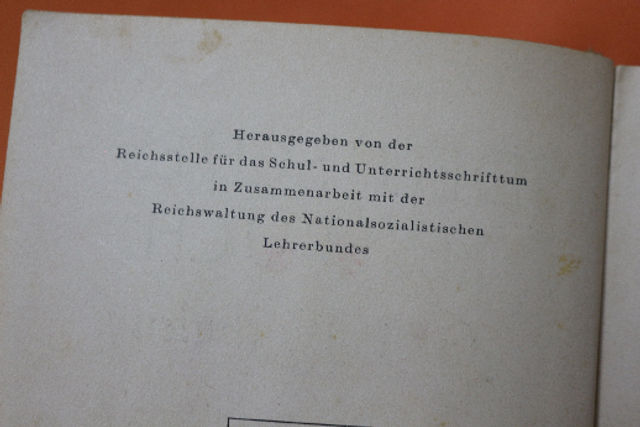 Herausgegeben von der
Reichsstelle für das Schul- und Unterrichtsschrifttum
in Zusammenarbeit mit der
Reichswaltung des Nationalsozialistischen
Lehrerbundes